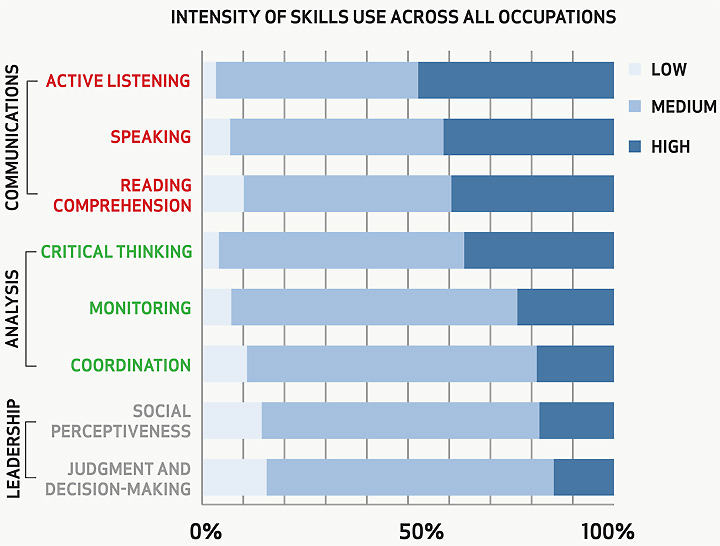 INTENSITY OF SKILLS USE ACROSS ALL OCCUPATIONS
LOW
MEDIUM
HIGH
COMMUNICATIONS
ACTIVE LISTENING
SPEAKING
READING
COMPREHENSION
ANALYSIS
CRITICAL THINKING
MONITORING
COORDINATION
LEADERSHIP
SOCIAL
PERCEPTIVENESS
JUDGMENT AND
DECISION-MAKING
0% 50% 100%